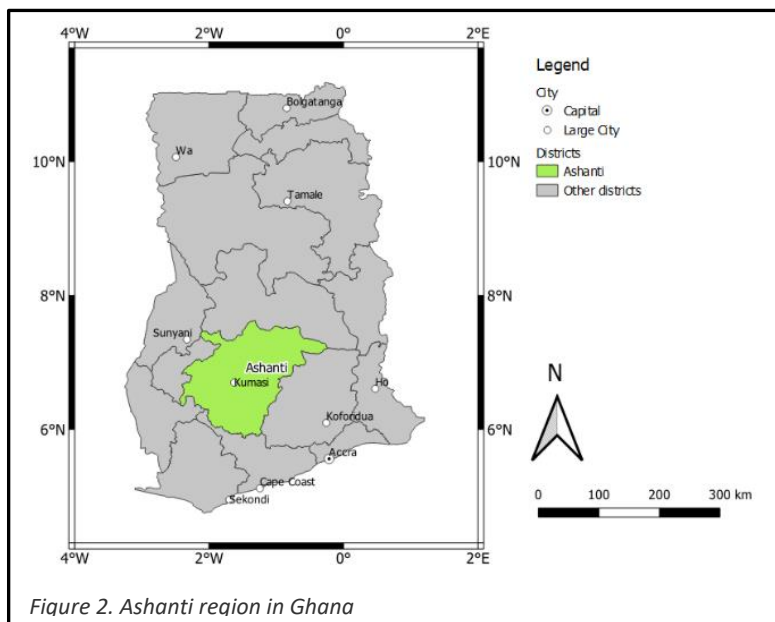 4°W 2°W 0° 2°E
Legend
City
Capital
Large City
Districts
Ashanti
Other districts
Bolgatanga
Wa
10°N 10°N
Tamale
8°N 8°N
Sunyani
Ashanti
Kumasi
Ho
N
Koforidua
6°N 6°N
Accra
Cape Coast
Sekondi
0 100 200 300 km
4°W 2°W 0° 2°E
Figure 2. Ashanti region in Ghana